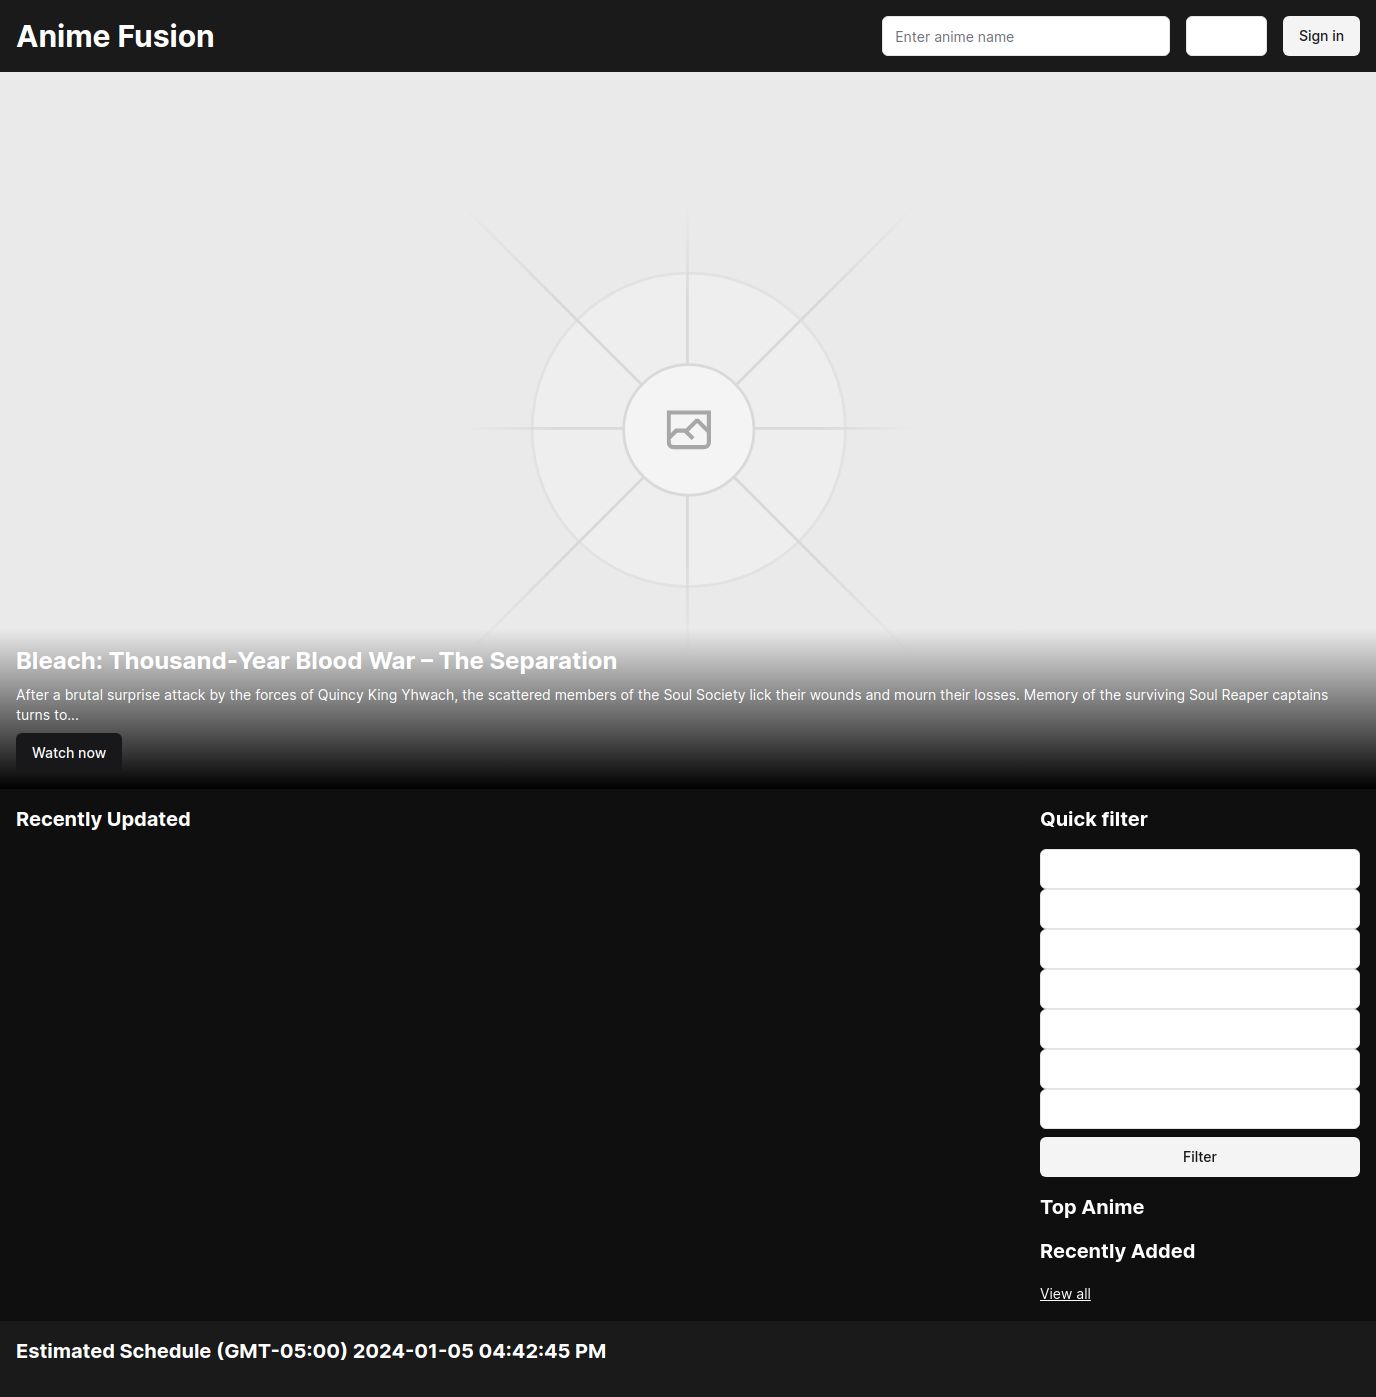 Anime Fusion
Enter anime name
Sign in
Bleach: Thousand-Year Blood War – The Separation
After a brutal surprise attack by the forces of Quincy King Yhwach, the scattered members of the Soul Society lick their wounds and mourn their losses. Memory of the surviving Soul Reaper captains
turns to...
Watch now
Recently Updated
Quick filter
Filter
Top Anime
Recently Added
View all
Estimated Schedule (GMT-05:00) 2024-01-05 04:42:45 PM